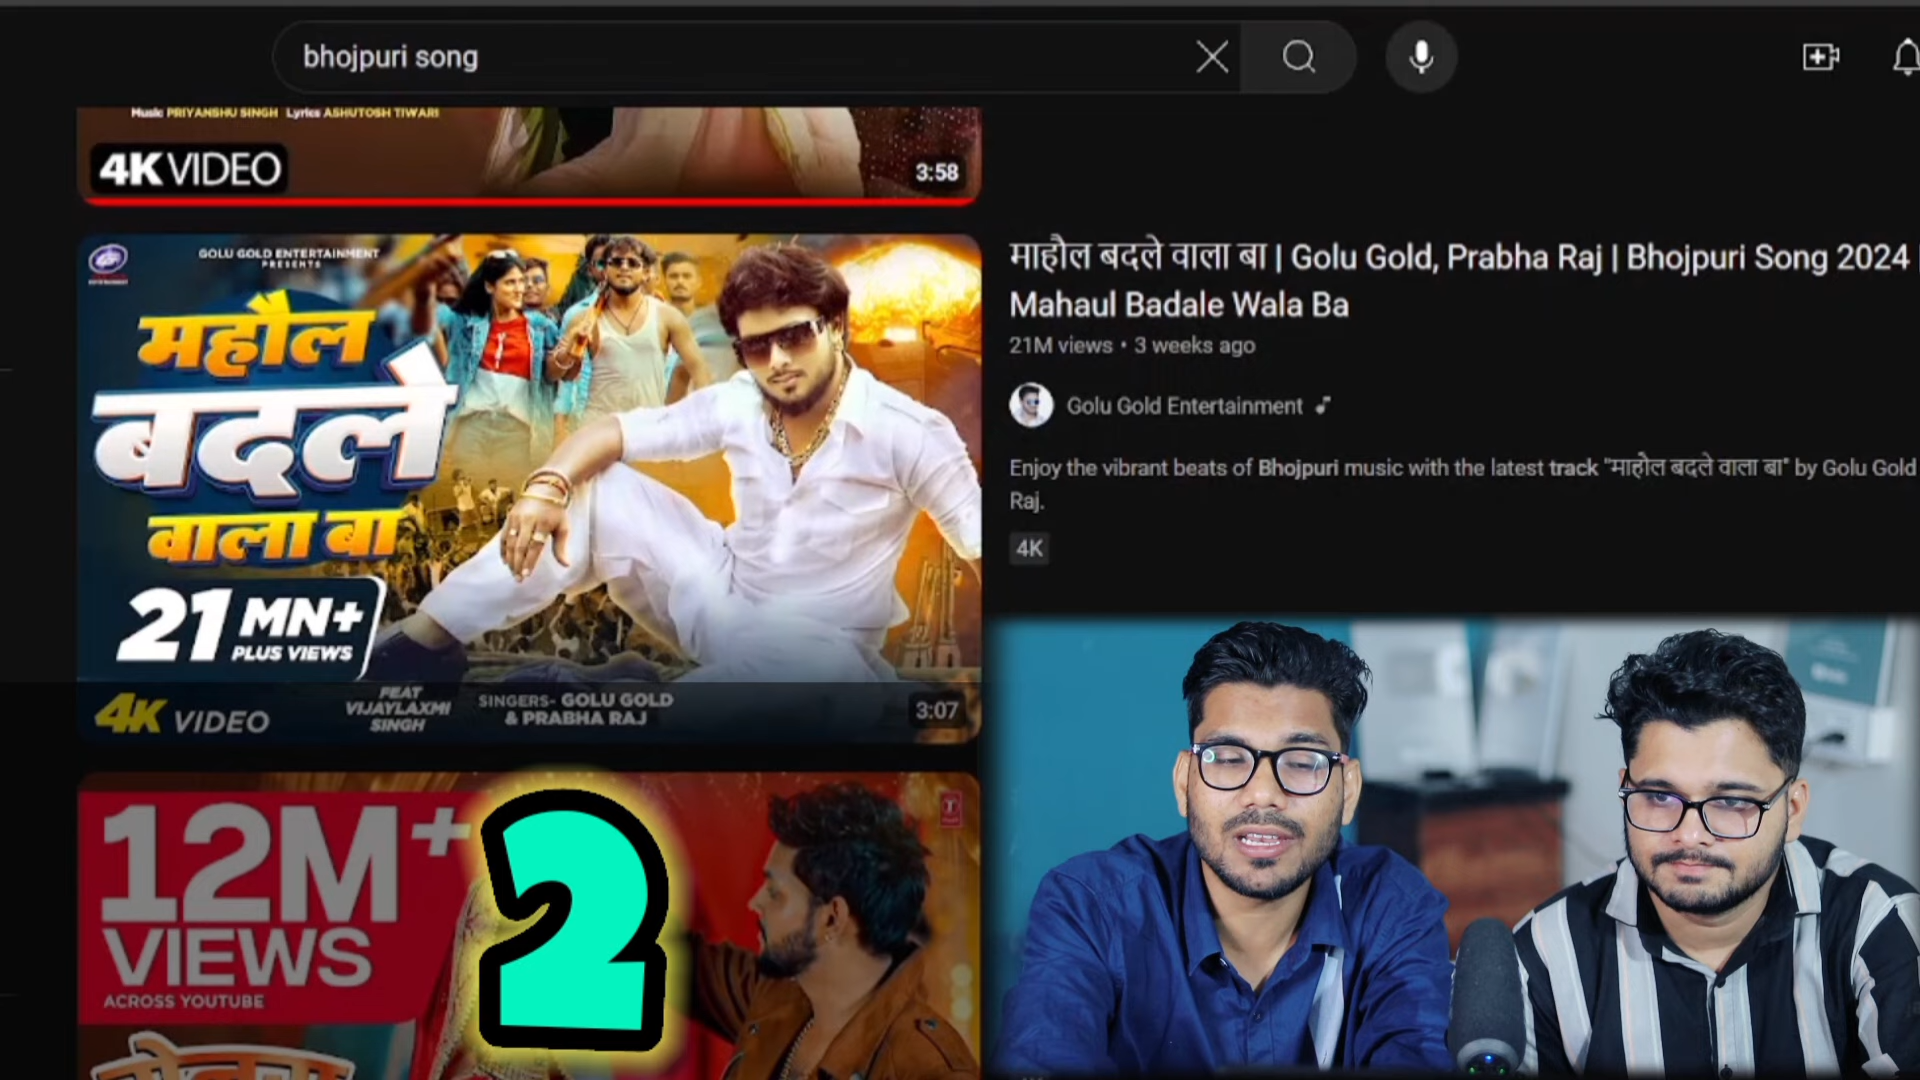 bhojpuri song
Music: PRIYANSHU SINGH Lyrics ASHUTOSH TIWARI
4K VIDEO
3:58
GOLU GOLD ENTERTAINMENT
PRESENTS
महौल
बदले
वाला बा
21 MN+
PLUS VIEWS
4K VIDEO
FEAT
VIJAYLAXMI
SINGH
SINGERS- GOLU GOLD
& PRABHA RAJ
3:07
माहौल बदले वाला बा | Golu Gold, Prabha Raj | Bhojpuri Song 2024
Mahaul Badale Wala Ba
21M views • 3 weeks ago
Golu Gold Entertainment
Enjoy the vibrant beats of Bhojpuri music with the latest track "माहोल बदले वाला बा" by Golu Gold
Raj.
4K
12M+
VIEWS
ACROSS YOUTUBE
2